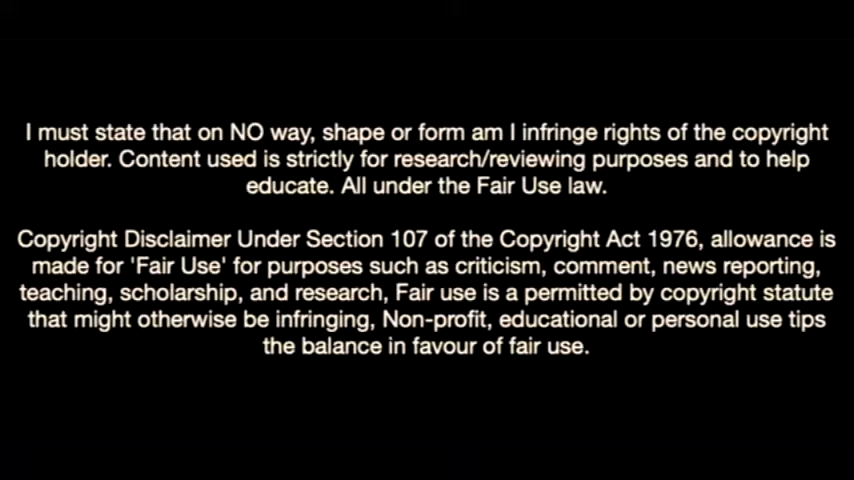 I must state that on NO way, shape or form am I infringe rights of the copyright
holder. Content used is strictly for research/reviewing purposes and to help
educate. All under the Fair Use law.
Copyright Disclaimer Under Section 107 of the Copyright Act 1976, allowance is
made for 'Fair Use' for purposes such as criticism, comment, news reporting,
teaching, scholarship, and research, Fair use is a permitted by copyright statute
that might otherwise be infringing, Non-profit, educational or personal use tips
the balance in favour of fair use.